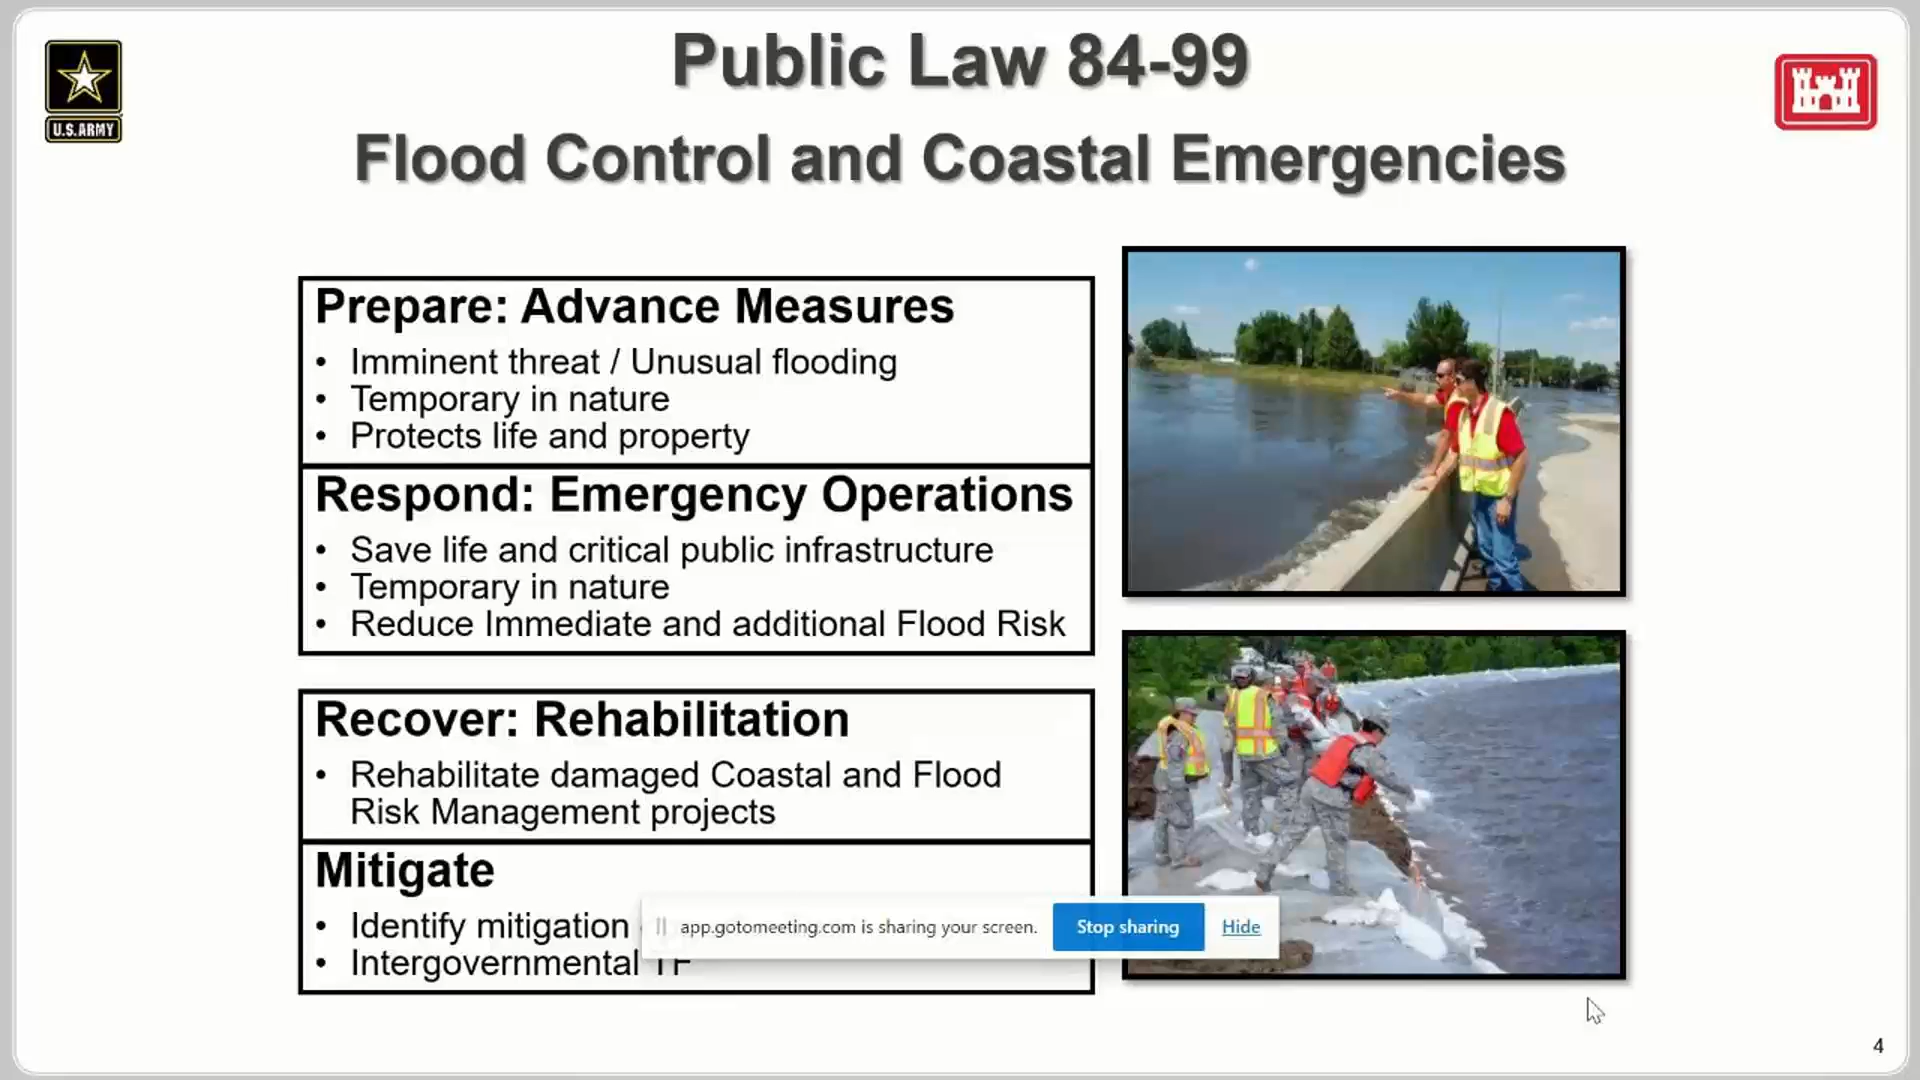 Public Law 84-99
Flood Control and Coastal Emergencies
U.S.ARMY
Prepare: Advance Measures
• Imminent threat / Unusual flooding
• Temporary in nature
• Protects life and property
Respond: Emergency Operations
• Save life and critical public infrastructure
• Temporary in nature
• Reduce Immediate and additional Flood Risk
Recover: Rehabilitation
• Rehabilitate damaged Coastal and Flood
Risk Management projects
Mitigate
• Identify mitigation
• Intergovernmental TF
app.gotomeeting.com is sharing your screen.
Stop sharing
Hide
4